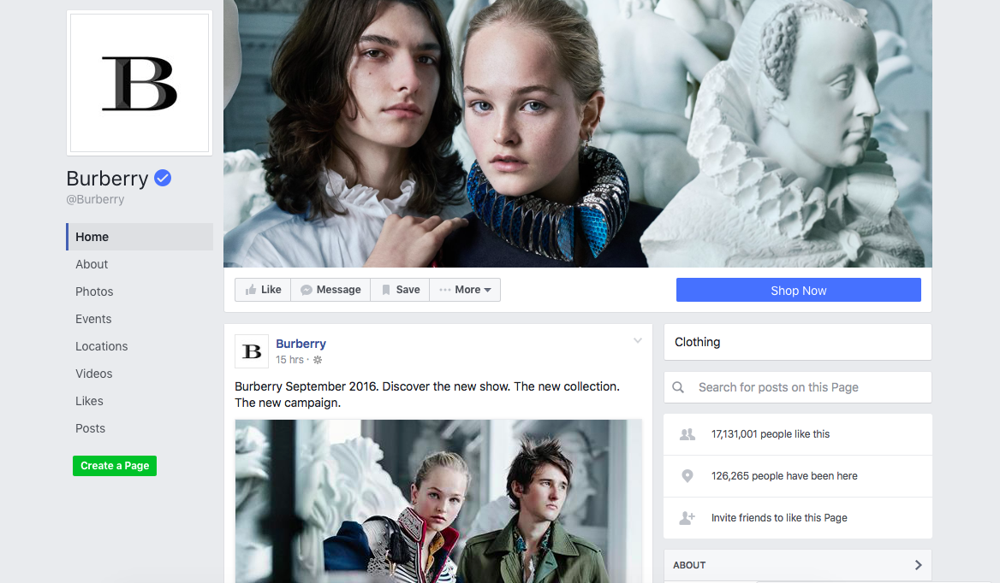 B
Burberry
@Burberry
Home
About
Photos
Events
Locations
Videos
Likes
Posts
Create a Page
Like Message Save More Shop Now
B
Burberry
15 hrs ·
Burberry September 2016. Discover the new show. The new collection.
The new campaign.
Clothing
Search for posts on this Page
17,131,001 people like this
126,265 people have been here
Invite friends to like this Page
ABOUT